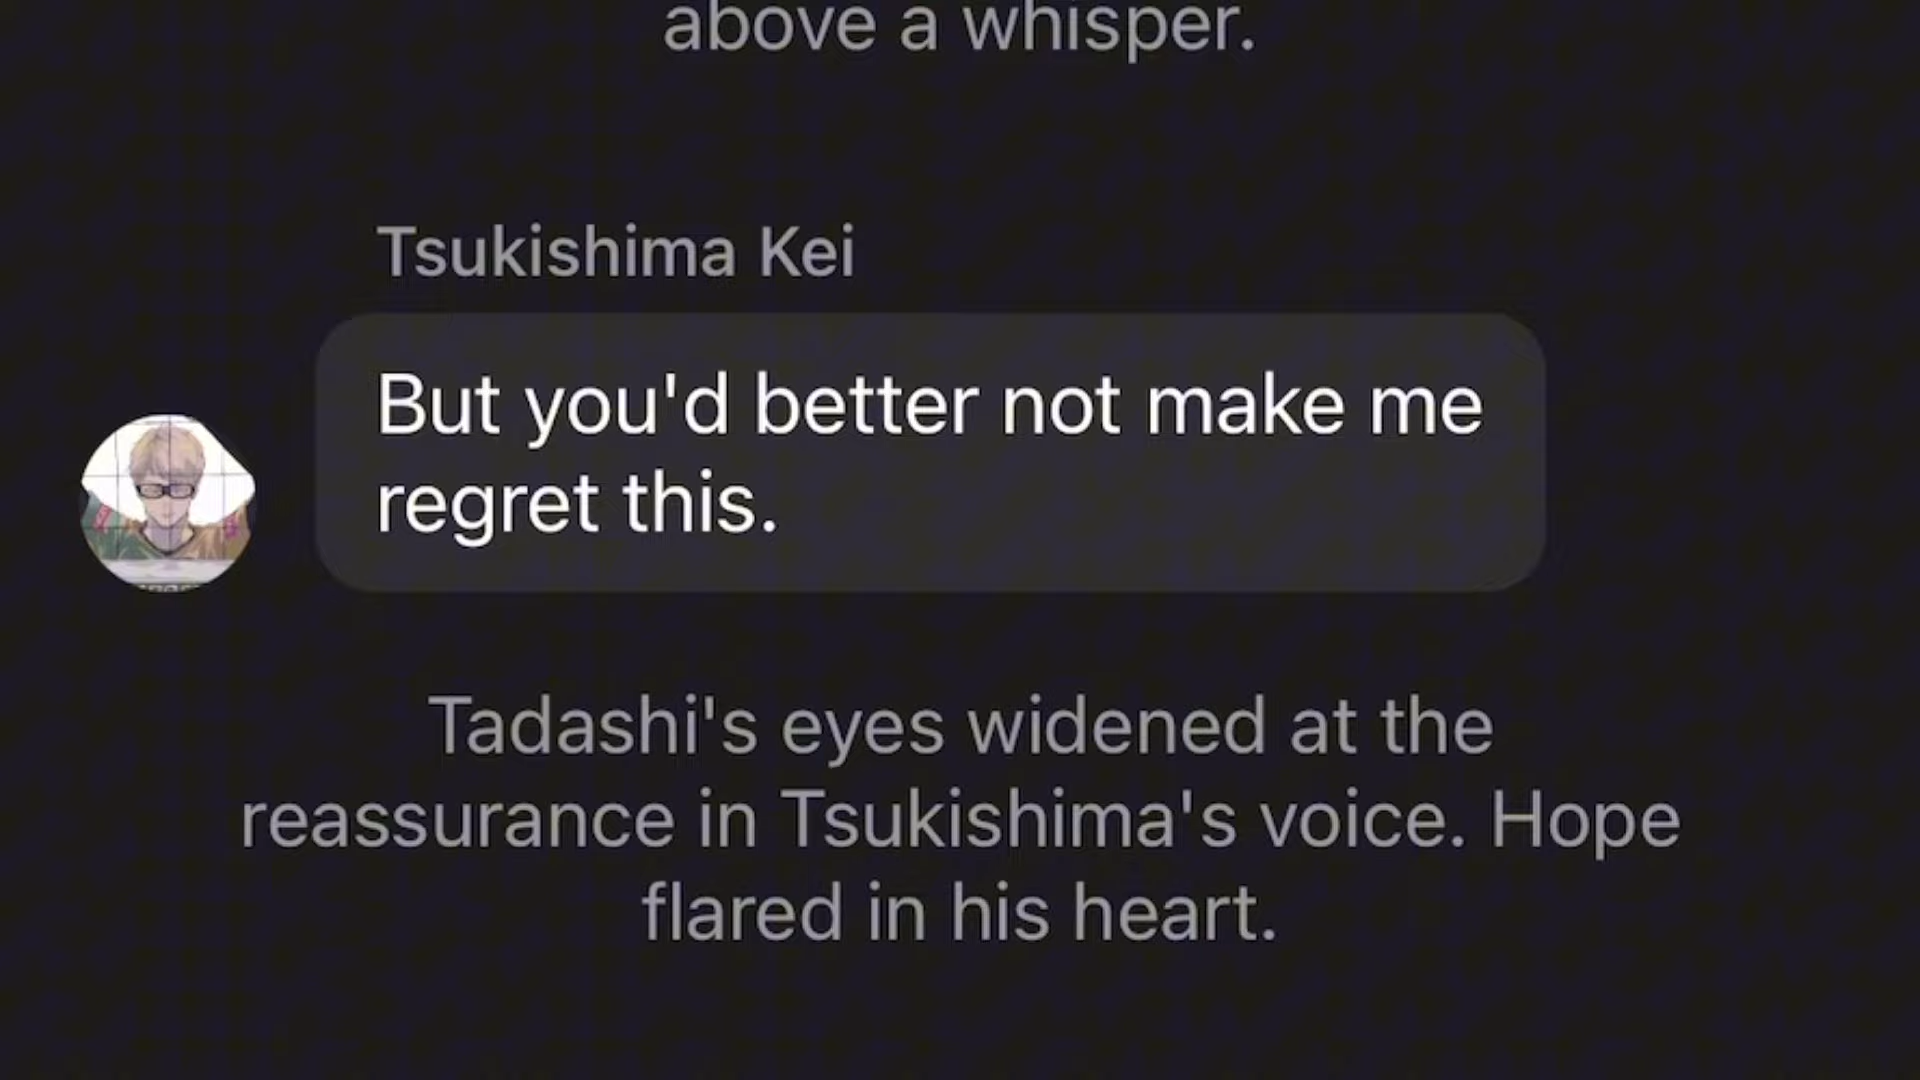 above a whisper.
Tsukishima Kei
But you'd better not make me
regret this.
Tadashi's eyes widened at the
reassurance in Tsukishima's voice. Hope
flared in his heart.